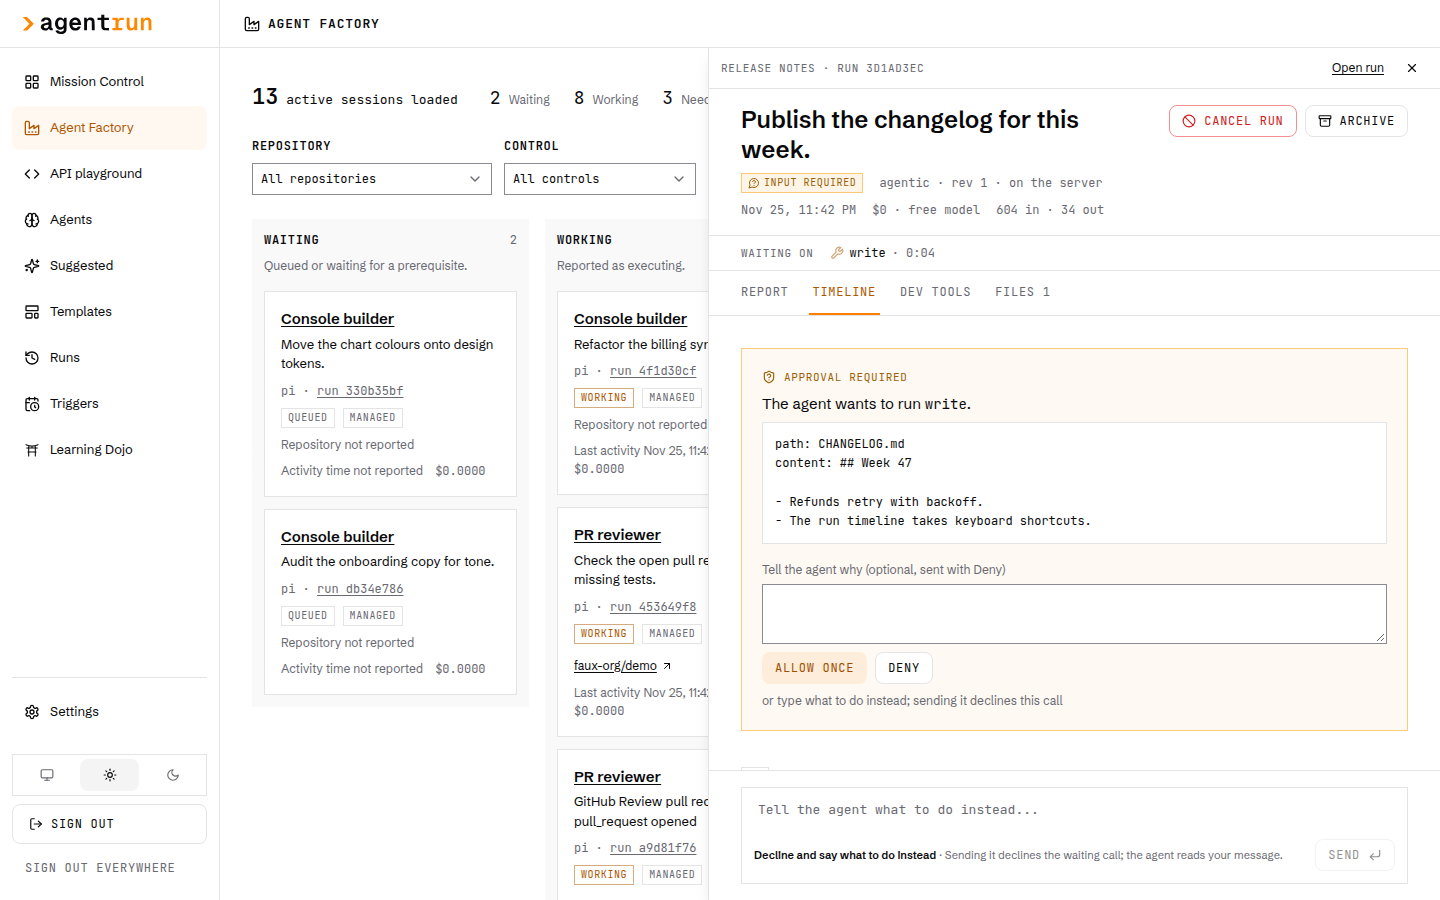 agentrun
AGENT FACTORY
Mission Control
Agent Factory
API playground
Agents
Suggested
Templates
Runs
Triggers
Learning Dojo
Settings
SIGN OUT
SIGN OUT EVERYWHERE
13 active sessions loaded 2 Waiting 8 Working 3 Need
REPOSITORY CONTROL
All repositories All controls
WAITING 2
Queued or waiting for a prerequisite.
Console builder
Move the chart colours onto design
tokens.
pi · run 330b35bf
QUEUED MANAGED
Repository not reported
Activity time not reported $0.0000
Console builder
Audit the onboarding copy for tone.
pi · run db34e786
QUEUED MANAGED
Repository not reported
Activity time not reported $0.0000
WORKING
Reported as executing.
Console builder
Refactor the billing syn
pi · run 4f1d30cf
WORKING MANAGED
Repository not reported
Last activity Nov 25, 11:42
$0.0000
PR reviewer
Check the open pull re
missing tests.
pi · run 453649f8
WORKING MANAGED
faux-org/demo
Last activity Nov 25, 11:42
$0.0000
PR reviewer
GitHub Review pull rec
pull_request opened
pi · run a9d81f76
WORKING MANAGED
RELEASE NOTES · RUN 3D1AD3EC
Open run
Publish the changelog for this
week.
CANCEL RUN ARCHIVE
INPUT REQUIRED agentic · rev 1 · on the server
Nov 25, 11:42 PM $0 · free model 604 in · 34 out
WAITING ON write · 0:04
REPORT TIMELINE DEV TOOLS FILES 1
APPROVAL REQUIRED
The agent wants to run write.
path: CHANGELOG.md
content: ## Week 47
- Refunds retry with backoff.
- The run timeline takes keyboard shortcuts.
Tell the agent why (optional, sent with Deny)
ALLOW ONCE DENY
or type what to do instead; sending it declines this call
Tell the agent what to do instead...
Decline and say what to do instead · Sending it declines the waiting call; the agent reads your message.
SEND